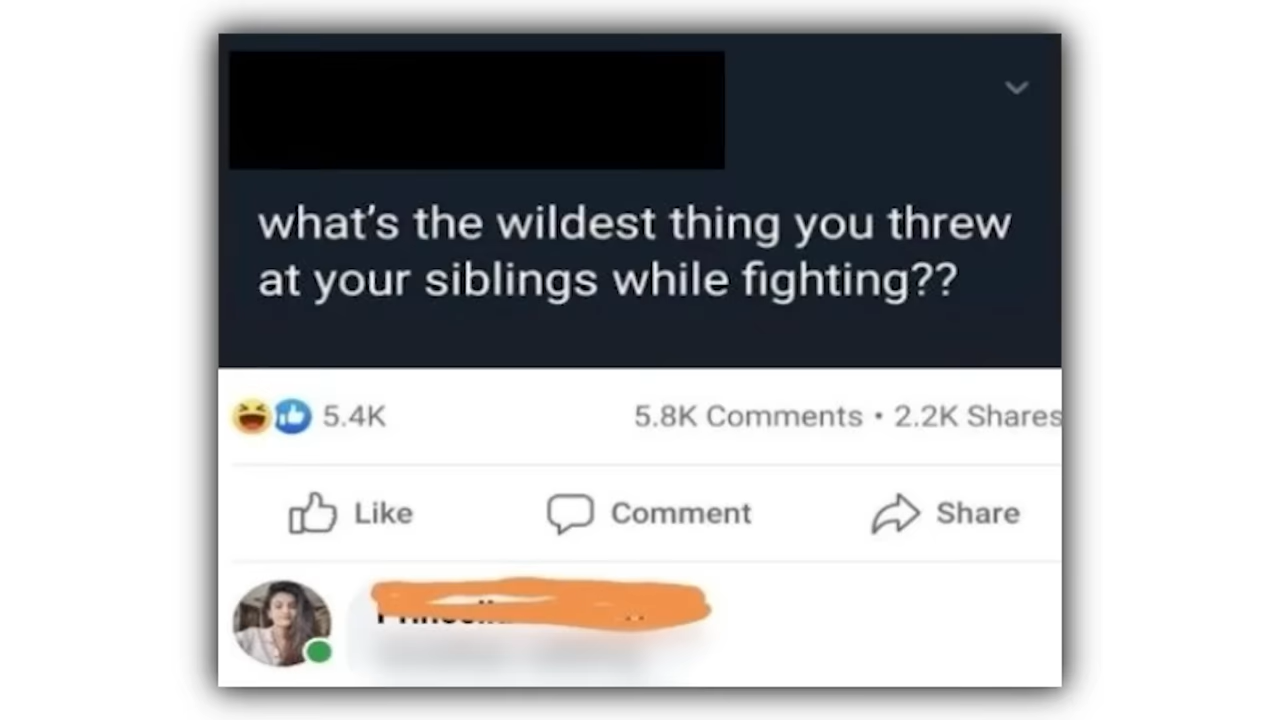 what's the wildest thing you threw
at your siblings while fighting??
5.4K 5.8K Comments • 2.2K Shares
Like Comment Share